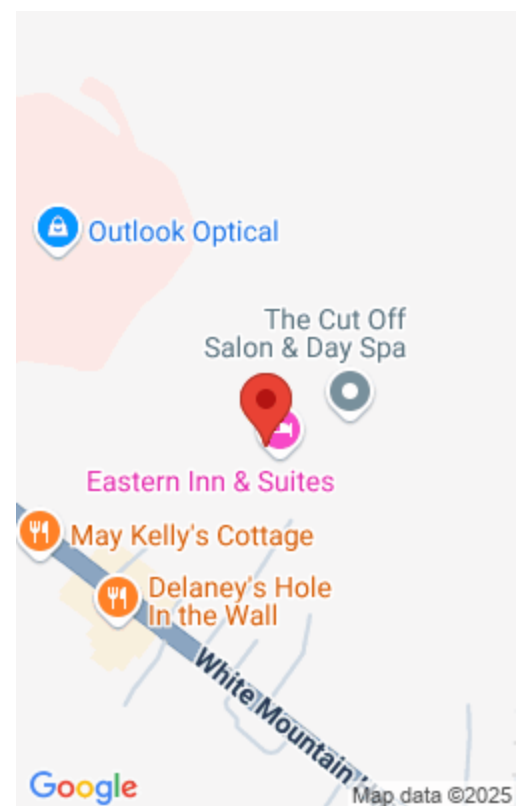 Outlook Optical
The Cut Off
Salon & Day Spa
Eastern Inn & Suites
May Kelly's Cottage
Delaney's Hole
In the Wall
White Mountain
Google
Map data ©2025